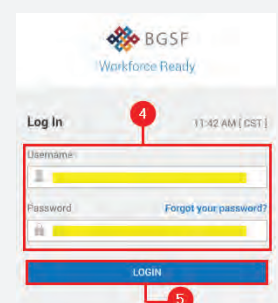 BGSF
Workforce Ready
4
Log In 11:42 AM [ CST ]
Username
Password Forgot your password?
LOGIN
5